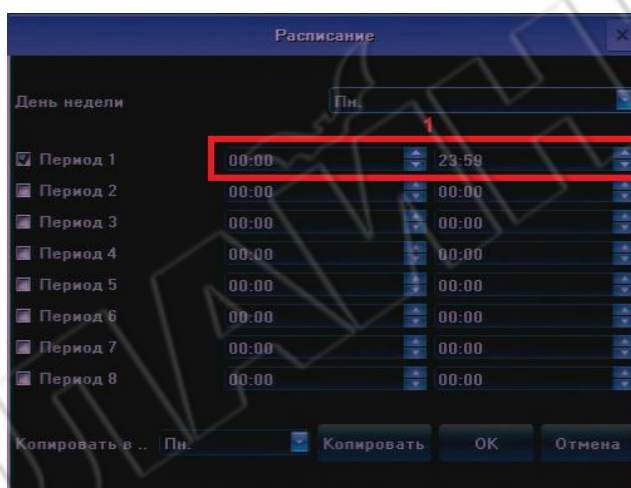 Расписание
День недели Пн.
1
Период 1 00:00 23:59
Период 2 00:00 00:00
Период 3 00:00 00:00
Период 4 00:00 00:00
Период 5 00:00 00:00
Период 6 00:00 00:00
Период 7 00:00 00:00
Период 8 00:00 00:00
Копировать в .. Пн. Копировать ОК Отмена